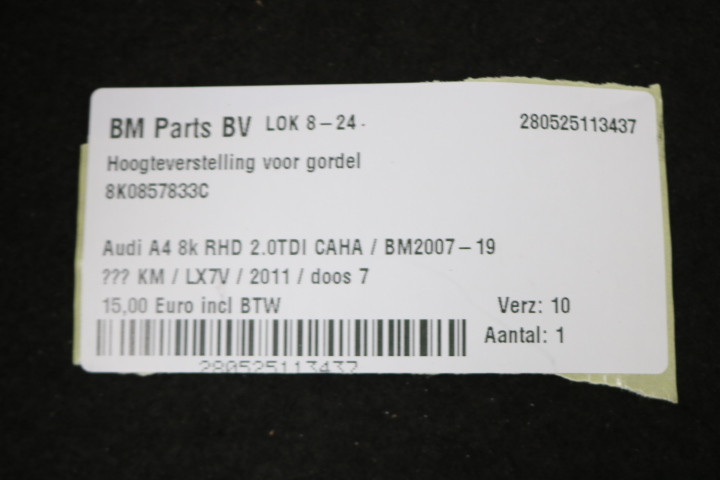 BM Parts BV LOK 8-24-
280525113437
Hoogteverstelling voor gordel
8K0857833C
Audi A4 8k RHD 2.0TDI CAHA / BM2007-19
??? KM / LX7V / 2011 / doos 7
15,00 Euro incl BTW
Verz: 10
Aantal: 1
280525113437